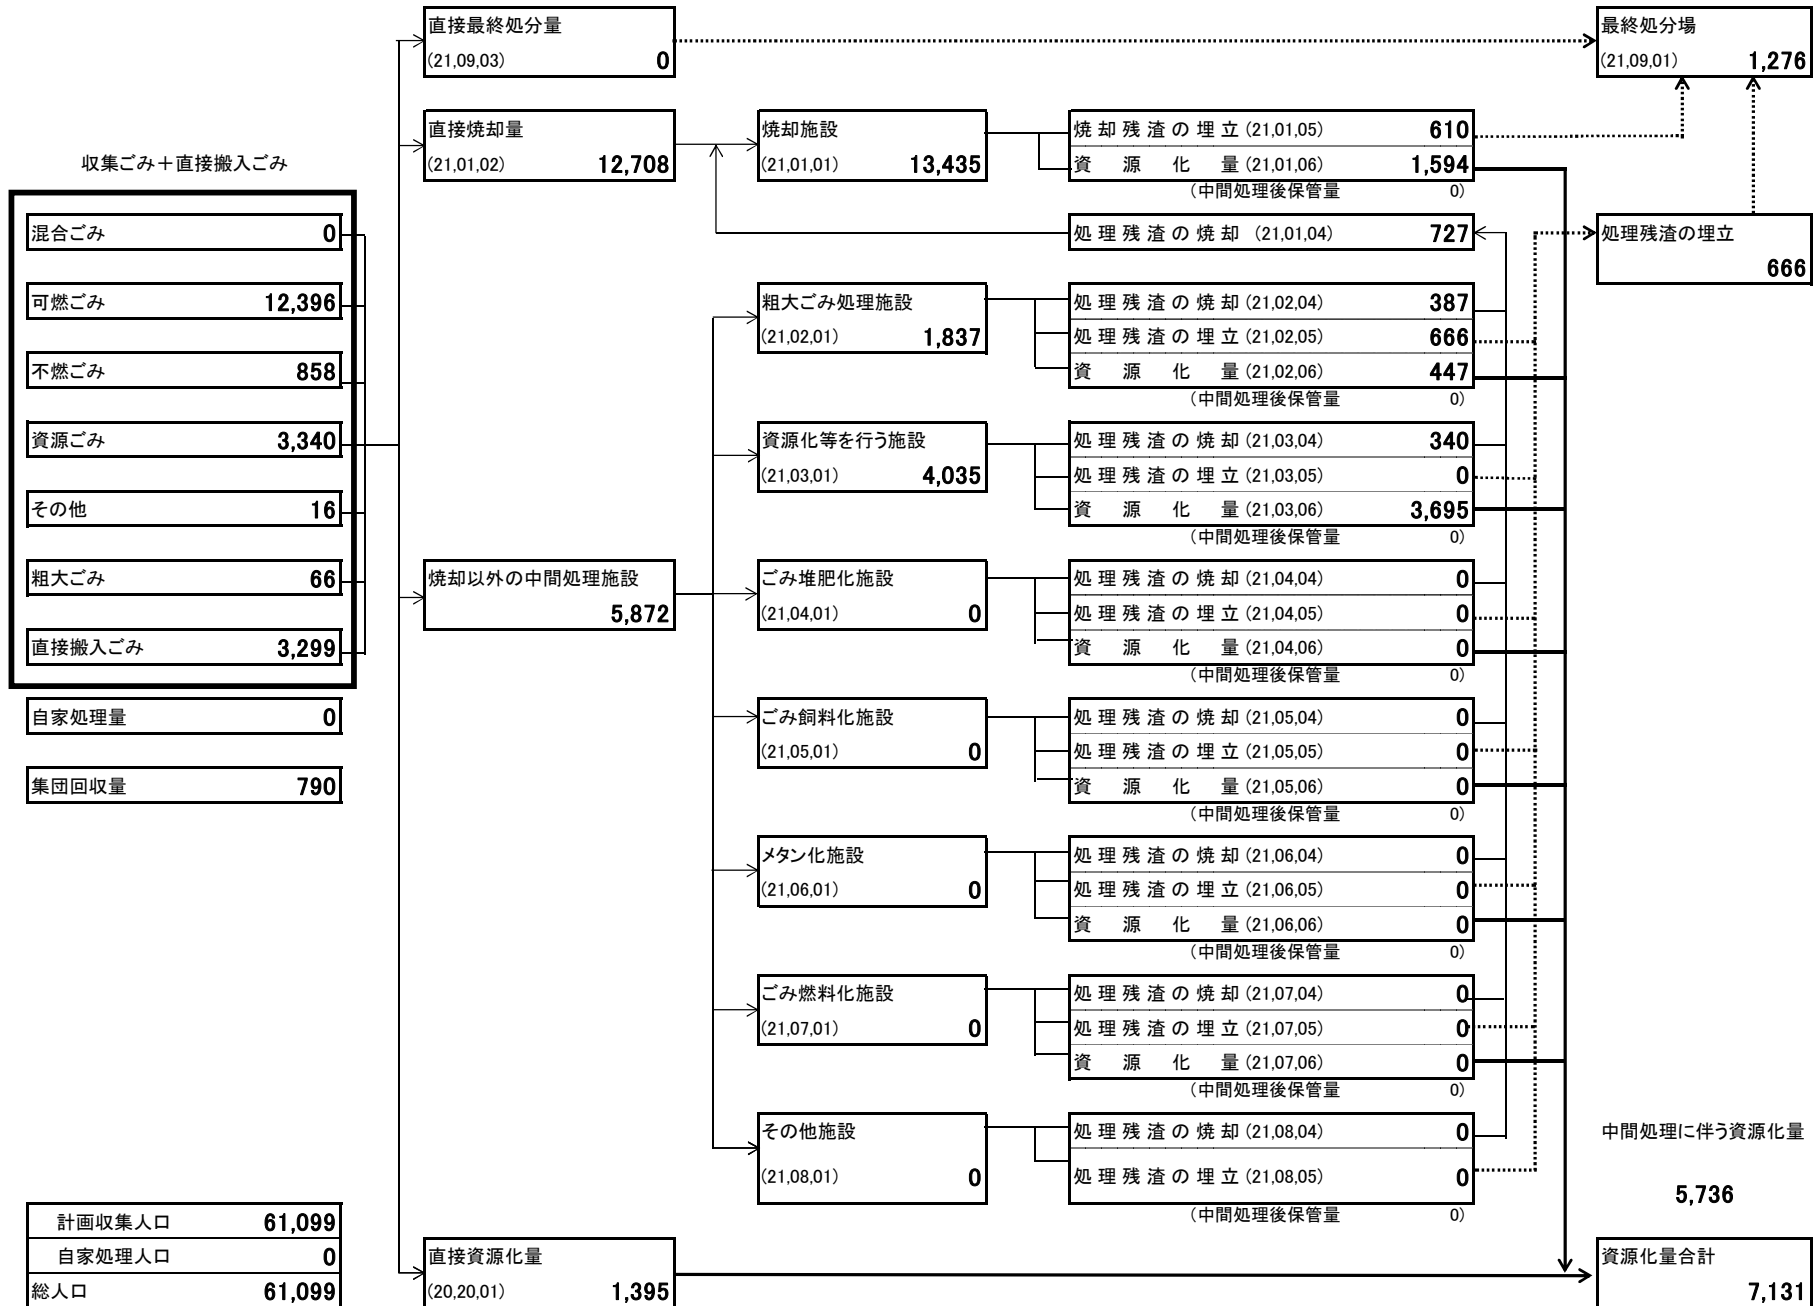 直接最終処分量
(21,09,03) 0
最終処分場
(21,09,01) 1,276
直接焼却量
(21,01,02) 12,708
焼却施設
(21,01,01) 13,435
焼却残渣の埋立(21,01,05) 610
資源化量(21,01,06) 1,594
(中間処理後保管量 0)
処理残渣の焼却 (21,01,04) 727
処理残渣の埋立
666
収集ごみ＋直接搬入ごみ
混合ごみ 0
可燃ごみ 12,396
不燃ごみ 858
資源ごみ 3,340
その他 16
粗大ごみ 66
直接搬入ごみ 3,299
自家処理量 0
集団回収量 790
焼却以外の中間処理施設
5,872
粗大ごみ処理施設
(21,02,01) 1,837
処理残渣の焼却(21,02,04) 387
処理残渣の埋立(21,02,05) 666
資源化量(21,02,06) 447
(中間処理後保管量 0)
資源化等を行う施設
(21,03,01) 4,035
処理残渣の焼却(21,03,04) 340
処理残渣の埋立(21,03,05) 0
資源化量(21,03,06) 3,695
(中間処理後保管量 0)
ごみ堆肥化施設
(21,04,01) 0
処理残渣の焼却(21,04,04) 0
処理残渣の埋立(21,04,05) 0
資源化量(21,04,06) 0
(中間処理後保管量 0)
ごみ飼料化施設
(21,05,01) 0
処理残渣の焼却(21,05,04) 0
処理残渣の埋立(21,05,05) 0
資源化量(21,05,06) 0
(中間処理後保管量 0)
メタン化施設
(21,06,01) 0
処理残渣の焼却(21,06,04) 0
処理残渣の埋立(21,06,05) 0
資源化量(21,06,06) 0
(中間処理後保管量 0)
ごみ燃料化施設
(21,07,01) 0
処理残渣の焼却(21,07,04) 0
処理残渣の埋立(21,07,05) 0
資源化量(21,07,06) 0
(中間処理後保管量 0)
その他施設
(21,08,01) 0
処理残渣の焼却(21,08,04) 0
処理残渣の埋立(21,08,05) 0
(中間処理後保管量 0)
中間処理に伴う資源化量
5,736
計画収集人口 61,099
自家処理人口 0
総人口 61,099
直接資源化量
(20,20,01) 1,395
資源化量合計
7,131